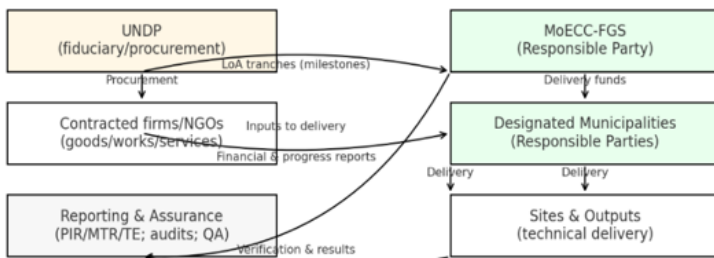 UNDP
(fiduciary/procurement)
MoECC-FGS
(Responsible Party)
LoA tranches (milestones)
Procurement
Delivery funds
Contracted firms/NGOs
(goods/works/services)
Inputs to delivery
Designated Municipalities
(Responsible Parties)
Financial & progress reports
Delivery
Delivery
Reporting & Assurance
(PIR/MTR/TE; audits; QA)
Sites & Outputs
(technical delivery)
Verification & results